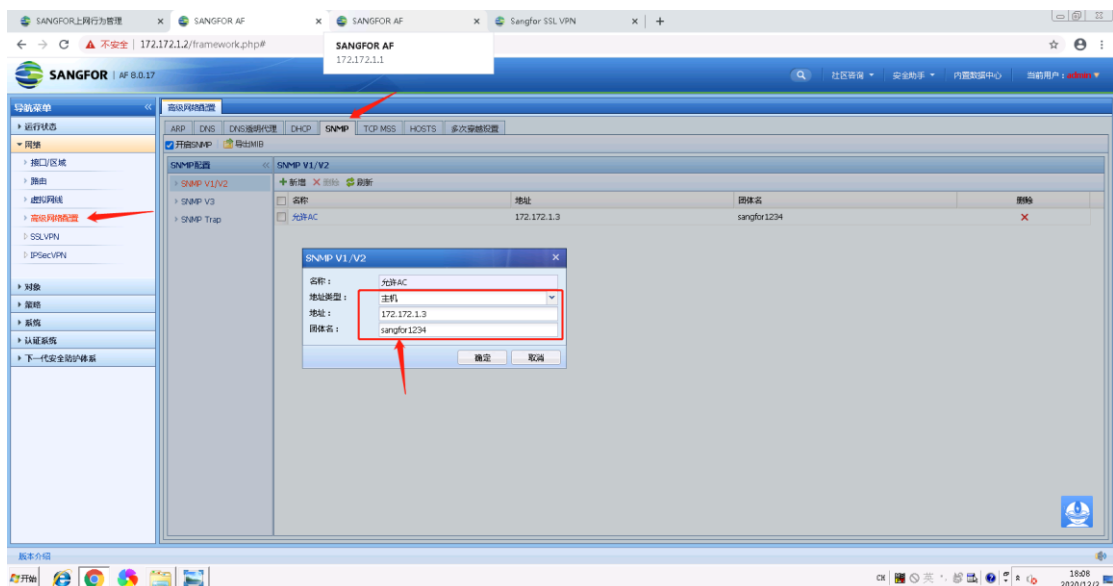 SANGFOR上网行为管理 × SANGFOR AF × SANGFOR AF × Sangfor SSL VPN × +
不安全 | 172.172.1.2/framework.php#
SANGFOR AF
172.172.1.1
SANGFOR | AF 8.0.17
社区咨询 安全助手 内置数据中心 当前用户：admin
导航菜单 «
运行状态
网络
接口/区域
路由
虚拟网线
高级网络配置
SSLVPN
IPSecVPN
对象
策略
系统
认证系统
下一代安全防护体系
高级网络配置
ARP DNS DNS透明代理 DHCP SNMP TCP MSS HOSTS 多次穿越设置
开启SNMP 导出MIB
SNMP配置 «
SNMP V1/V2
SNMP V3
SNMP Trap
SNMP V1/V2
新增 删除 刷新
名称 地址 团体名 删除
允许AC 172.172.1.3 sangfor1234
SNMP V1/V2 ×
名称： 允许AC
地址类型： 主机
地址： 172.172.1.3
团体名： sangfor1234
确定 取消
版本介绍
开始
CH 英
18:08
2020/12/2